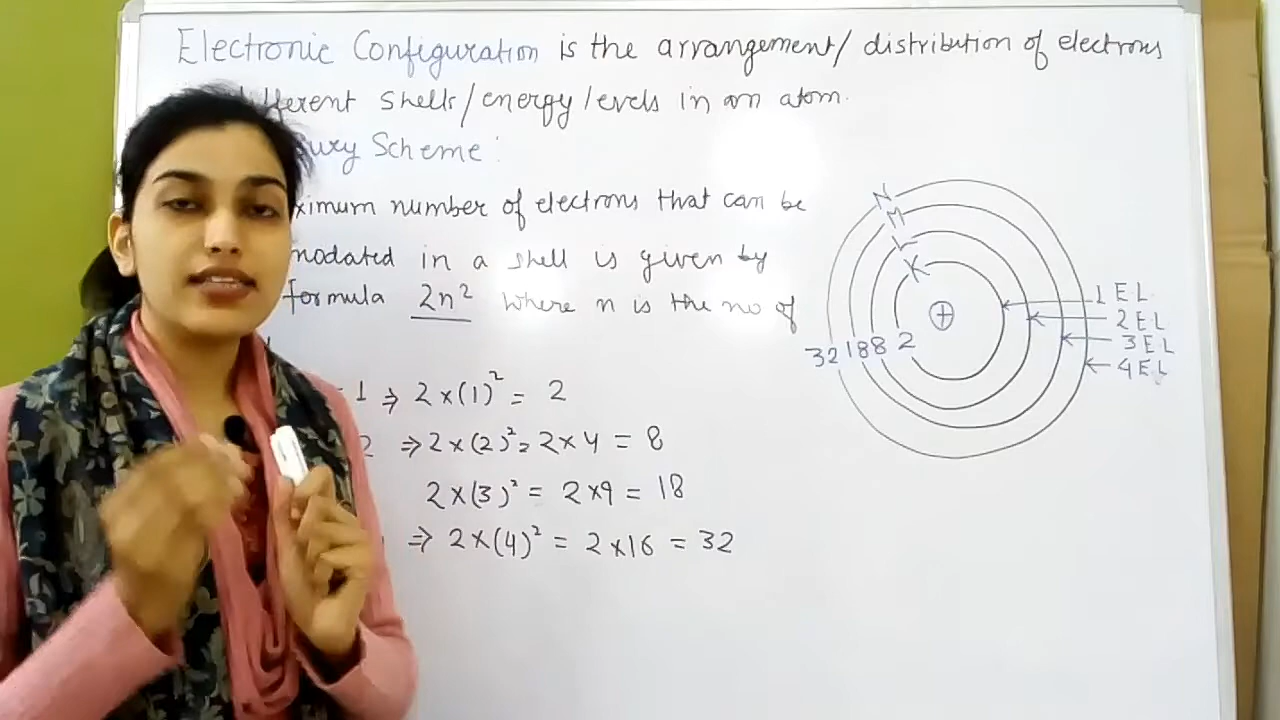 Electronic Configuration is the arrangement/ distribution of electrons
different shells/energy/levels in an atom.
Scheme:
number of electrons that can be
in a shell is given by
formula 2n² where n is the no of
1 ⇒ 2×(1)² = 2
2 ⇒ 2×(2)² = 2×4 = 8
2×(3)² = 2×9 = 18
⇒ 2×(4)² = 2×16 = 32
N
M
L
K
+
32 18 8 2
1 EL
2 EL
3 EL
4 EL